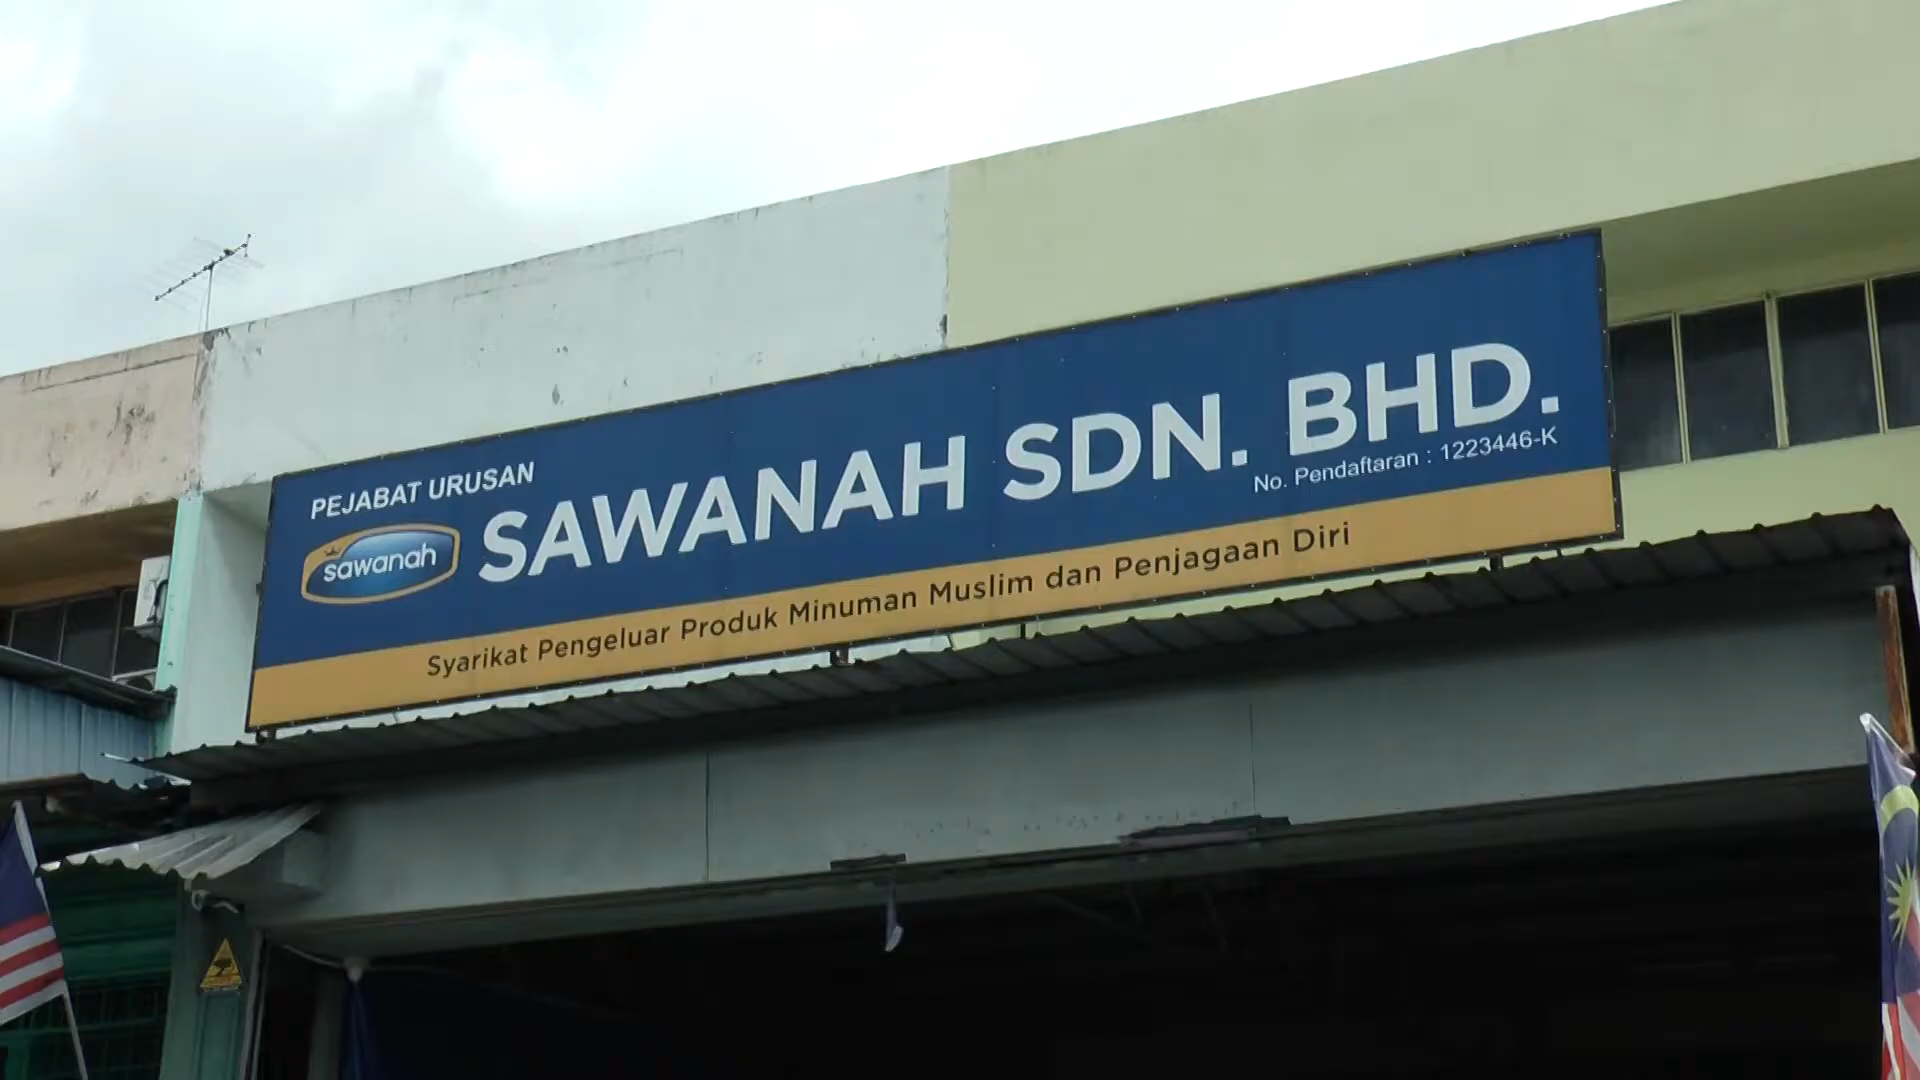 PEJABAT URUSAN
sawanah
SAWANAH SDN. BHD.
No. Pendaftaran : 1223446-K
Syarikat Pengeluar Produk Minuman Muslim dan Penjagaan Diri